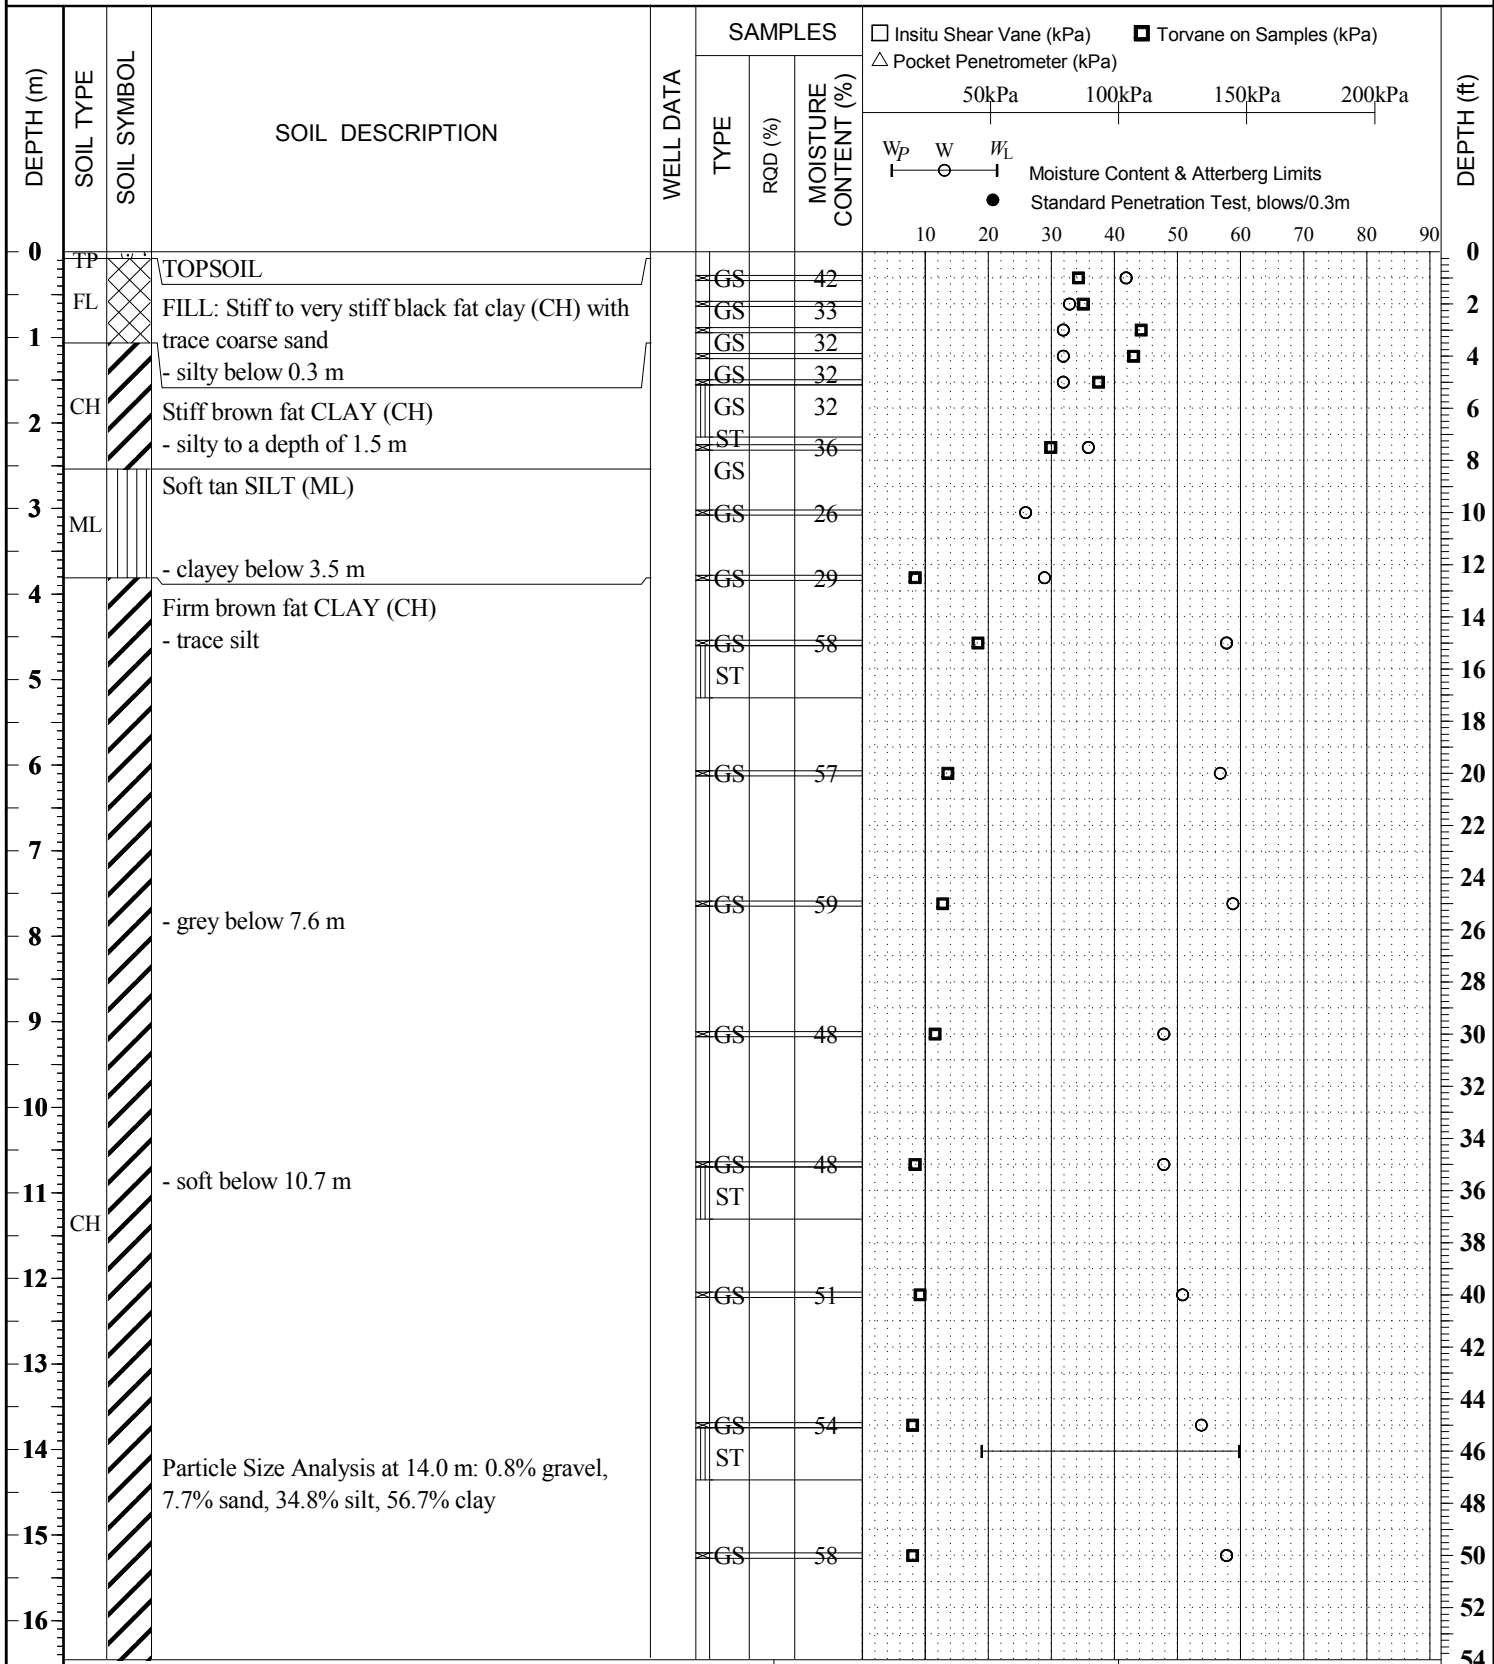 DEPTH (m)
SOIL TYPE
SOIL SYMBOL
SOIL DESCRIPTION
WELL DATA
SAMPLES
TYPE
RQD (%)
MOISTURE
CONTENT (%)
Insitu Shear Vane (kPa)
Torvane on Samples (kPa)
Pocket Penetrometer (kPa)
50kPa 100kPa 150kPa 200kPa
WP W WL
Moisture Content & Atterberg Limits
Standard Penetration Test, blows/0.3m
10 20 30 40 50 60 70 80 90
DEPTH (ft)
0
1
2
3
4
5
6
7
8
9
10
11
12
13
14
15
16
TP
FL
CH
ML
CH
TOPSOIL
FILL: Stiff to very stiff black fat clay (CH) with
trace coarse sand
- silty below 0.3 m
Stiff brown fat CLAY (CH)
- silty to a depth of 1.5 m
Soft tan SILT (ML)
- clayey below 3.5 m
Firm brown fat CLAY (CH)
- trace silt
- grey below 7.6 m
- soft below 10.7 m
Particle Size Analysis at 14.0 m: 0.8% gravel,
7.7% sand, 34.8% silt, 56.7% clay
GS 42
GS 33
GS 32
GS 32
GS 32
ST 36
GS
GS 26
GS 29
GS 58
ST
GS 57
GS 59
GS 48
GS 48
ST
GS 51
GS 54
ST
GS 58
0
2
4
6
8
10
12
14
16
18
20
22
24
26
28
30
32
34
36
38
40
42
44
46
48
50
52
54